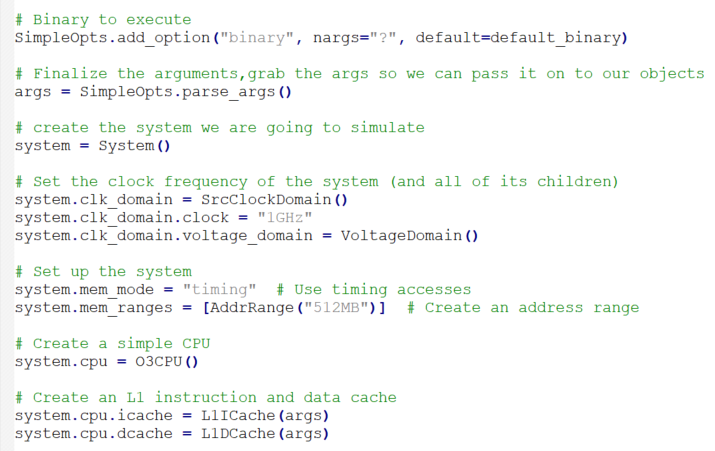 # Binary to execute
SimpleOpts.add_option("binary", nargs="?", default=default_binary)
# Finalize the arguments,grab the args so we can pass it on to our objects
args = SimpleOpts.parse_args()
# create the system we are going to simulate
system = System()
# Set the clock frequency of the system (and all of its children)
system.clk_domain = SrcClockDomain()
system.clk_domain.clock = "1GHz"
system.clk_domain.voltage_domain = VoltageDomain()
# Set up the system
system.mem_mode = "timing"  # Use timing accesses
system.mem_ranges = [AddrRange("512MB")]  # Create an address range
# Create a simple CPU
system.cpu = O3CPU()
# Create an L1 instruction and data cache
system.cpu.icache = L1ICache(args)
system.cpu.dcache = L1DCache(args)